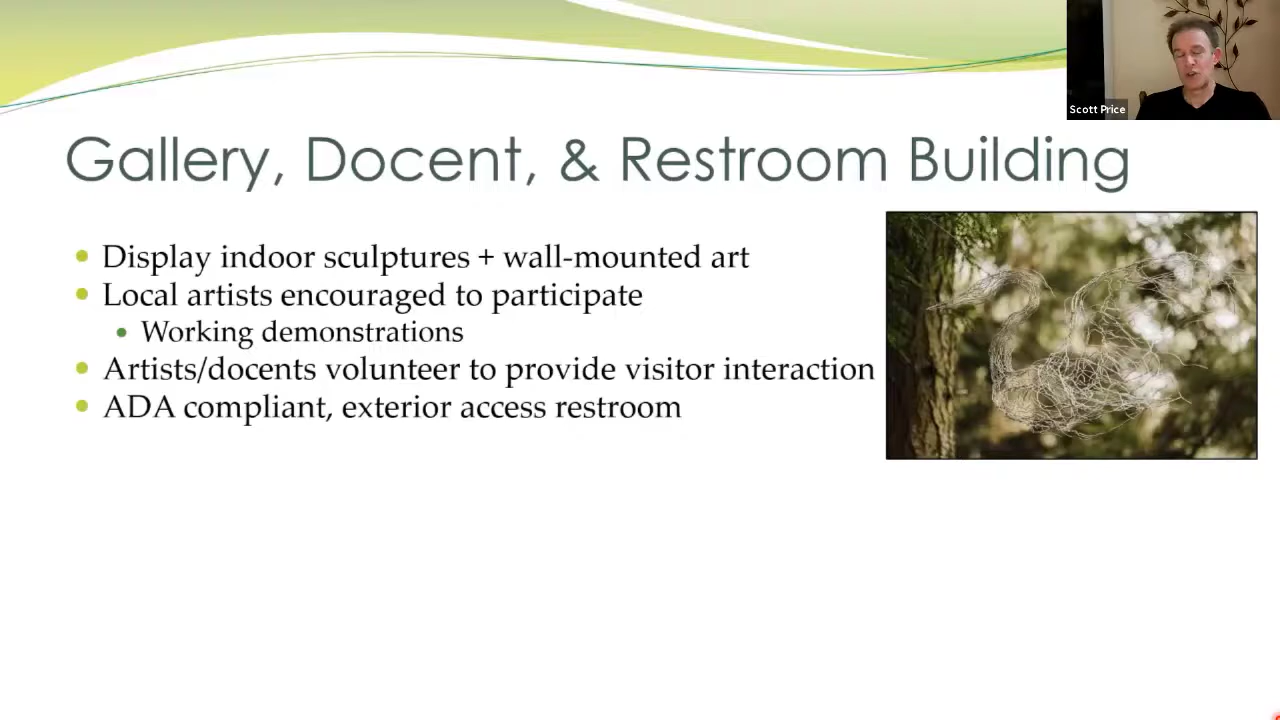 Scott Price
Gallery, Docent, & Restroom Building
Display indoor sculptures + wall-mounted art
Local artists encouraged to participate
Working demonstrations
Artists/docents volunteer to provide visitor interaction
ADA compliant, exterior access restroom